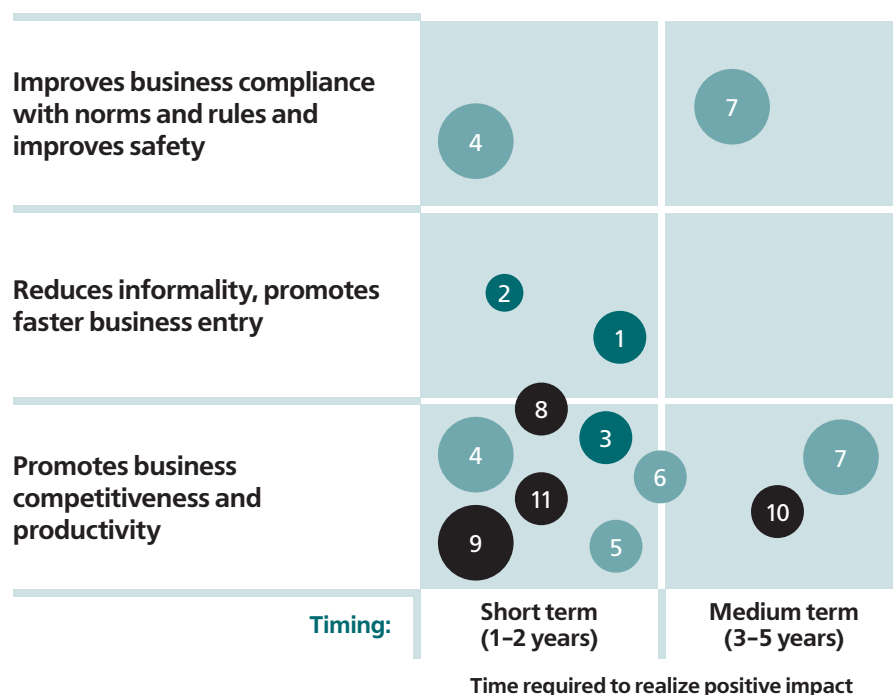 Improves business compliance
with norms and rules and
improves safety
4
7
Reduces informality, promotes
faster business entry
2
1
8
Promotes business
competitiveness and
productivity
3
4
7
6
11
10
9
5
Timing:
Short term
(1–2 years)
Medium term
(3–5 years)
Time required to realize positive impact